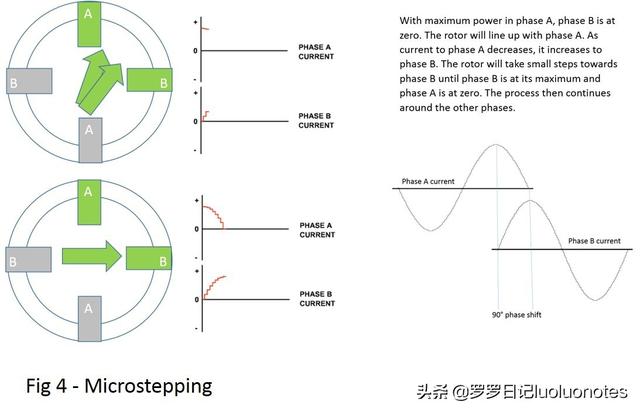 A
B
B
A
+
0
-
PHASE A
CURRENT
+
0
-
PHASE B
CURRENT
A
B
B
A
+
0
-
PHASE A
CURRENT
+
0
-
PHASE B
CURRENT
With maximum power in phase A, phase B is at
zero. The rotor will line up with phase A. As
current to phase A decreases, it increases to
phase B. The rotor will take small steps towards
phase B until phase B is at its maximum and
phase A is at zero. The process then continues
around the other phases.
Phase A current
Phase B current
90° phase shift
Fig 4 - Microstepping
头条 @罗罗日记luoluonotes